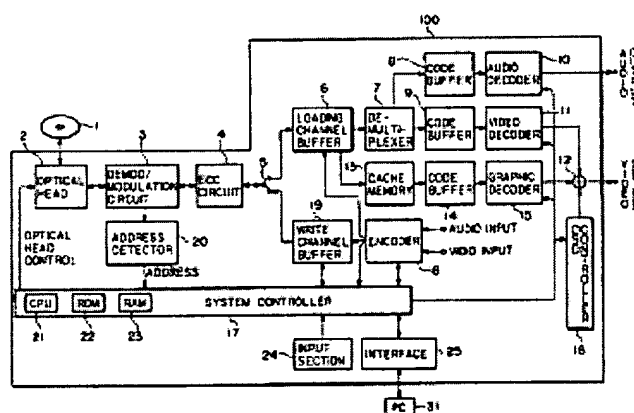 100
8
10
CODE
BUFFER
AUDIO
DECODER
6
7
9
11
1
LOADING
CHANNEL
BUFFER
DE-
MULTI-
PLEXER
CODE
BUFFER
VIDEO
DECODER
2
3
4
5
13
12
OPTICAL
HEAD
DEMOD/
MODULATION
CIRCUIT
ECC
CIRCUIT
CACHE
MEMORY
CODE
BUFFER
GRAPHIC
DECODER
19
14
15
OPTICAL
HEAD
CONTROL
ADDRESS
DETECTOR
20
WRITE
CHANNEL
BUFFER
ENCODER
AUDIO INPUT
INPUT
8
ADDRESS
CONTROLLER
CPU
ROM
RAM
SYSTEM CONTROLLER
21
22
23
17
16
24
INPUT
SECTION
INTERFACE
25
PC
31